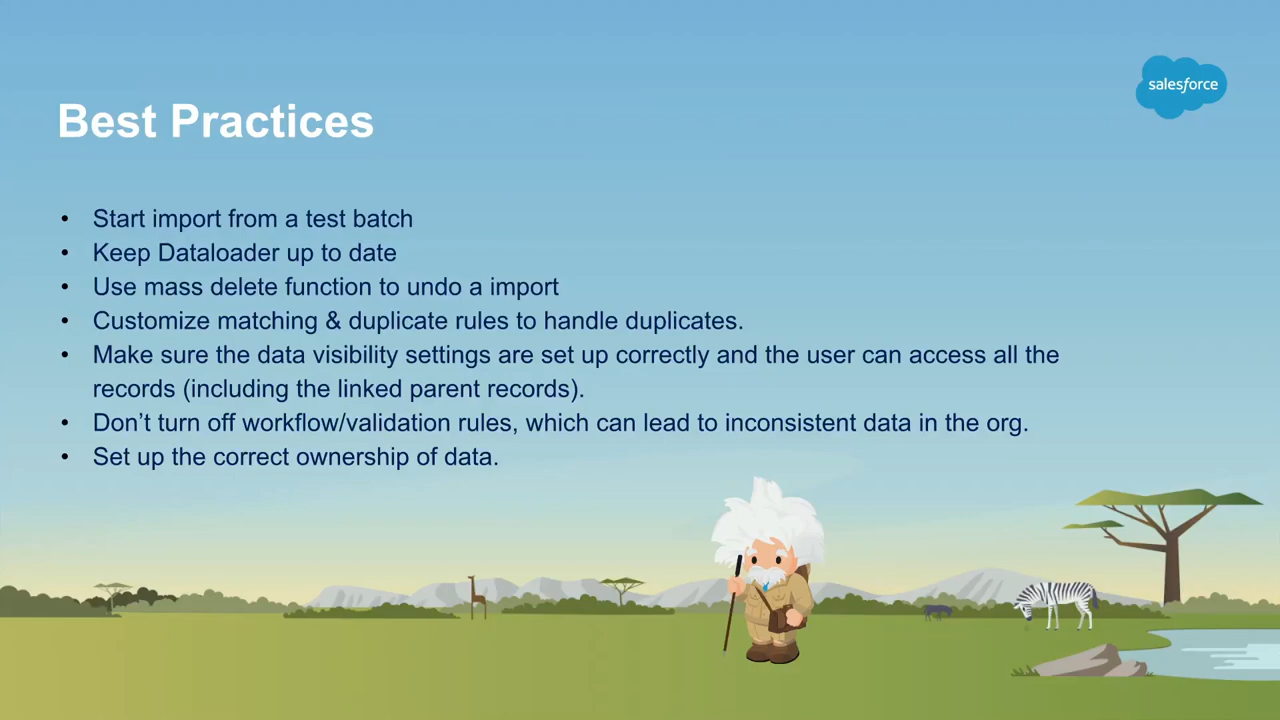 salesforce
Best Practices
• Start import from a test batch
• Keep Dataloader up to date
• Use mass delete function to undo a import
• Customize matching & duplicate rules to handle duplicates.
• Make sure the data visibility settings are set up correctly and the user can access all the
records (including the linked parent records).
• Don’t turn off workflow/validation rules, which can lead to inconsistent data in the org.
• Set up the correct ownership of data.